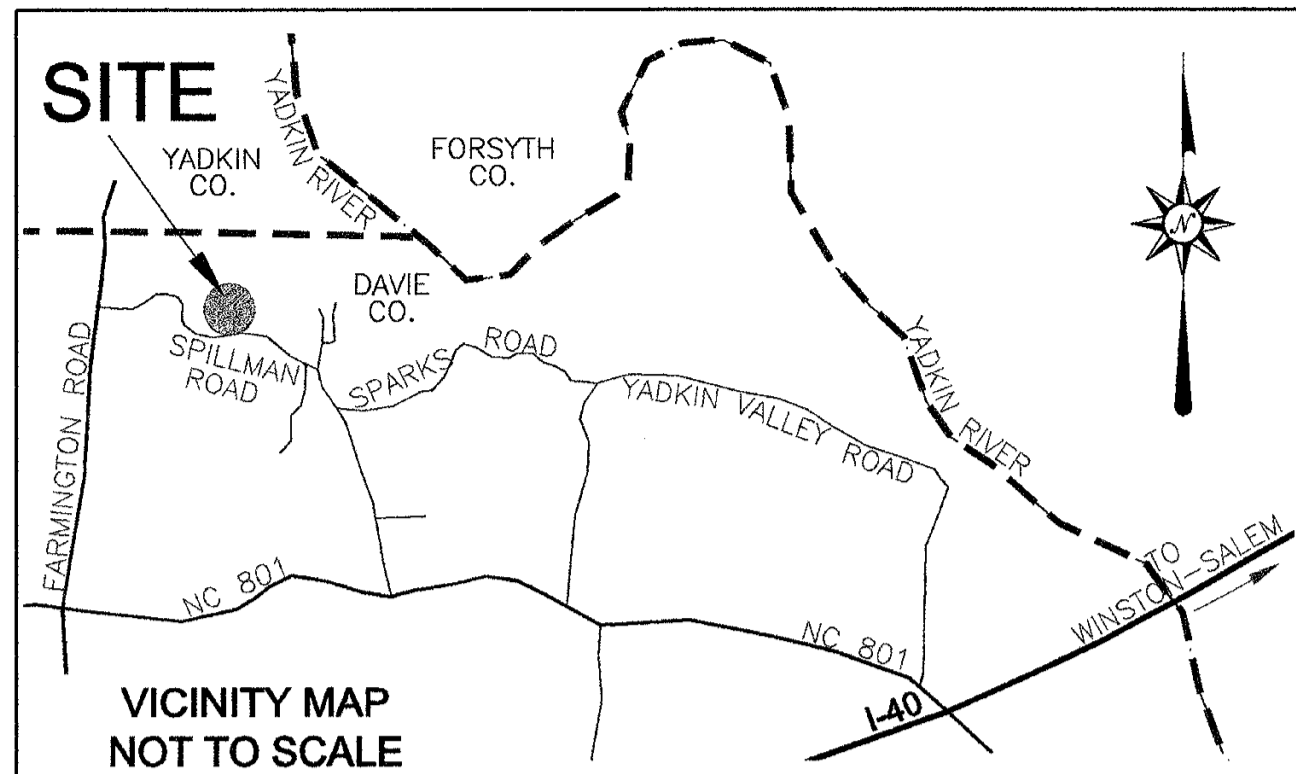 SITE
YADKIN
CO.
YADKIN RIVER
FORSYTH
CO.
N
DAVIE
CO.
FARMINGTON ROAD
SPILLMAN
ROAD
SPARKS ROAD
YADKIN VALLEY ROAD
YADKIN RIVER
NC 801
NC 801
TO
WINSTON-SALEM
I-40
VICINITY MAP
NOT TO SCALE